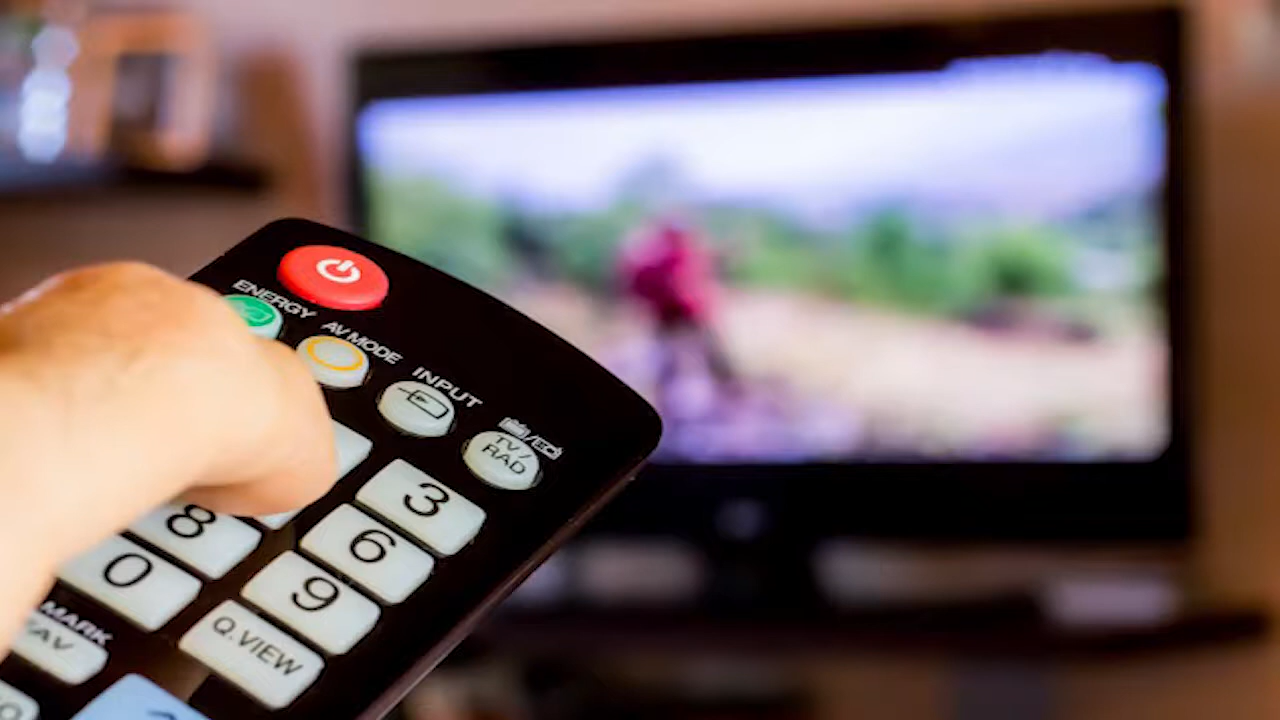 ENERGY
AV MODE
INPUT
TV/
RAD
3
8
6
0
9
MARK
FAV
Q.VIEW